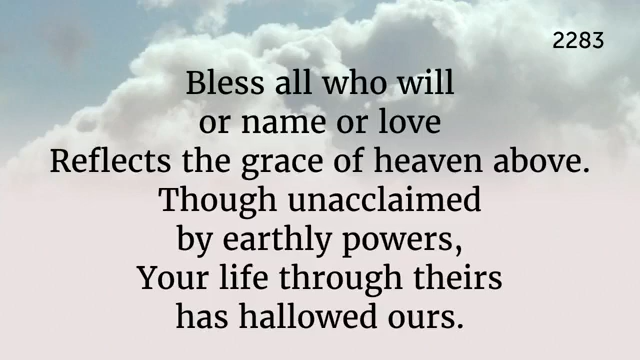 2283
Bless all who will
or name or love
Reflects the grace of heaven above.
Though unacclaimed
by earthly powers,
Your life through theirs
has hallowed ours.